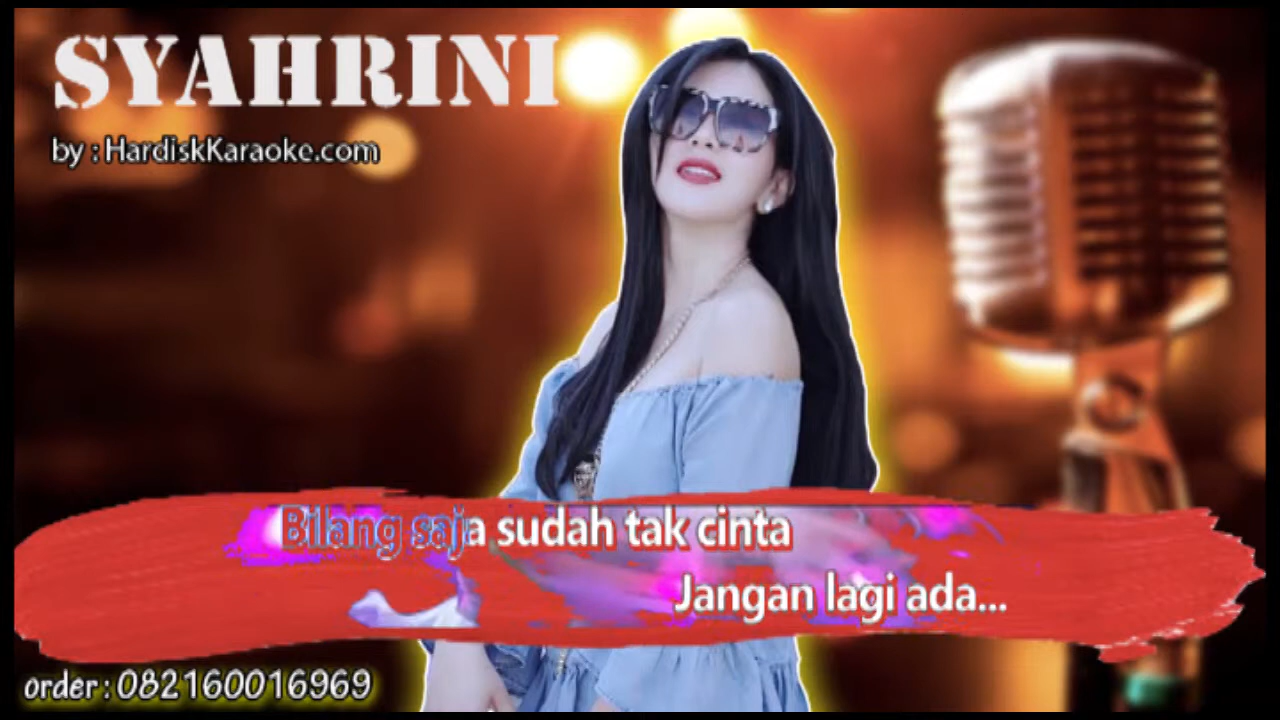 SYAHRINI
by : HardiskKaraoke.com
Bilang saja sudah tak cinta
Jangan lagi ada...
order : 082160016969